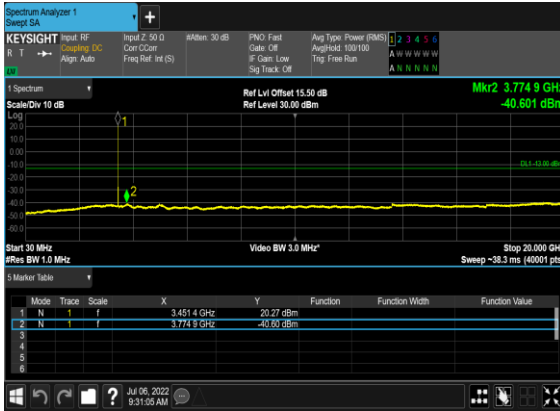 Spectrum Analyzer 1
Swept SA
+
KEYSIGHT Input: RF Input Z: 50 Ω #Atten: 30 dB PNO: Fast Avg Type: Power (RMS) 1 2 3 4 5 6
R T Coupling: DC Corr CCorr Gate: Off Avg|Hold: 100/100 A W W W W W
Align: Auto Freq Ref: Int (S) IF Gain: Low Trig: Free Run
Sig Track: Off A N N N N N
1 Spectrum
Ref Lvl Offset 15.50 dB Mkr2 3.774 9 GHz
Scale/Div 10 dB Ref Level 30.00 dBm -40.601 dBm
Log
1
20.0
10.0
0.00
-10.0
DL1 -13.00 dBm
-20.0
-30.0
2
-40.0
-50.0
-60.0
Start 30 MHz Video BW 3.0 MHz* Stop 20.000 GHz
#Res BW 1.0 MHz Sweep ~38.3 ms (40001 pts)
5 Marker Table
Mode Trace Scale X Y Function Function Width Function Value
1 N 1 f 3.451 4 GHz 20.27 dBm
2 N 1 f 3.774 9 GHz -40.60 dBm
3
4
5
6
? Jul 06, 2022
9:31:05 AM